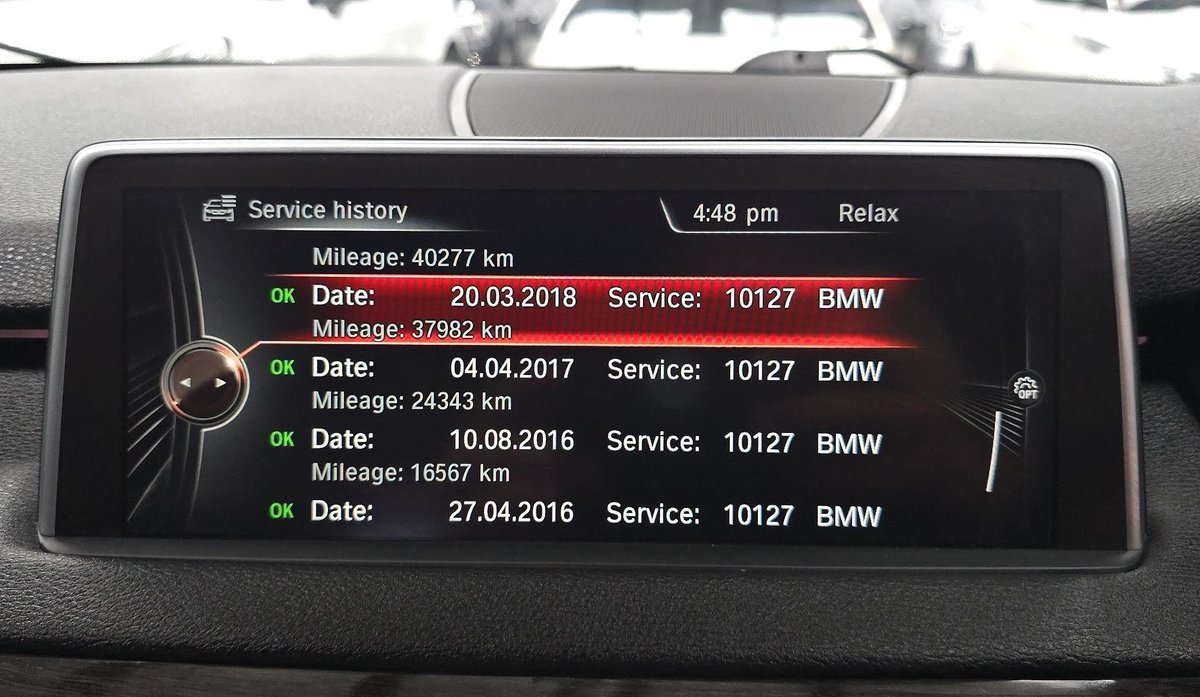 Service history 4:48 pm Relax
Mileage: 40277 km
OK Date: 20.03.2018 Service: 10127 BMW
Mileage: 37982 km
OK Date: 04.04.2017 Service: 10127 BMW
Mileage: 24343 km
OK Date: 10.08.2016 Service: 10127 BMW
Mileage: 16567 km
OK Date: 27.04.2016 Service: 10127 BMW
OPT